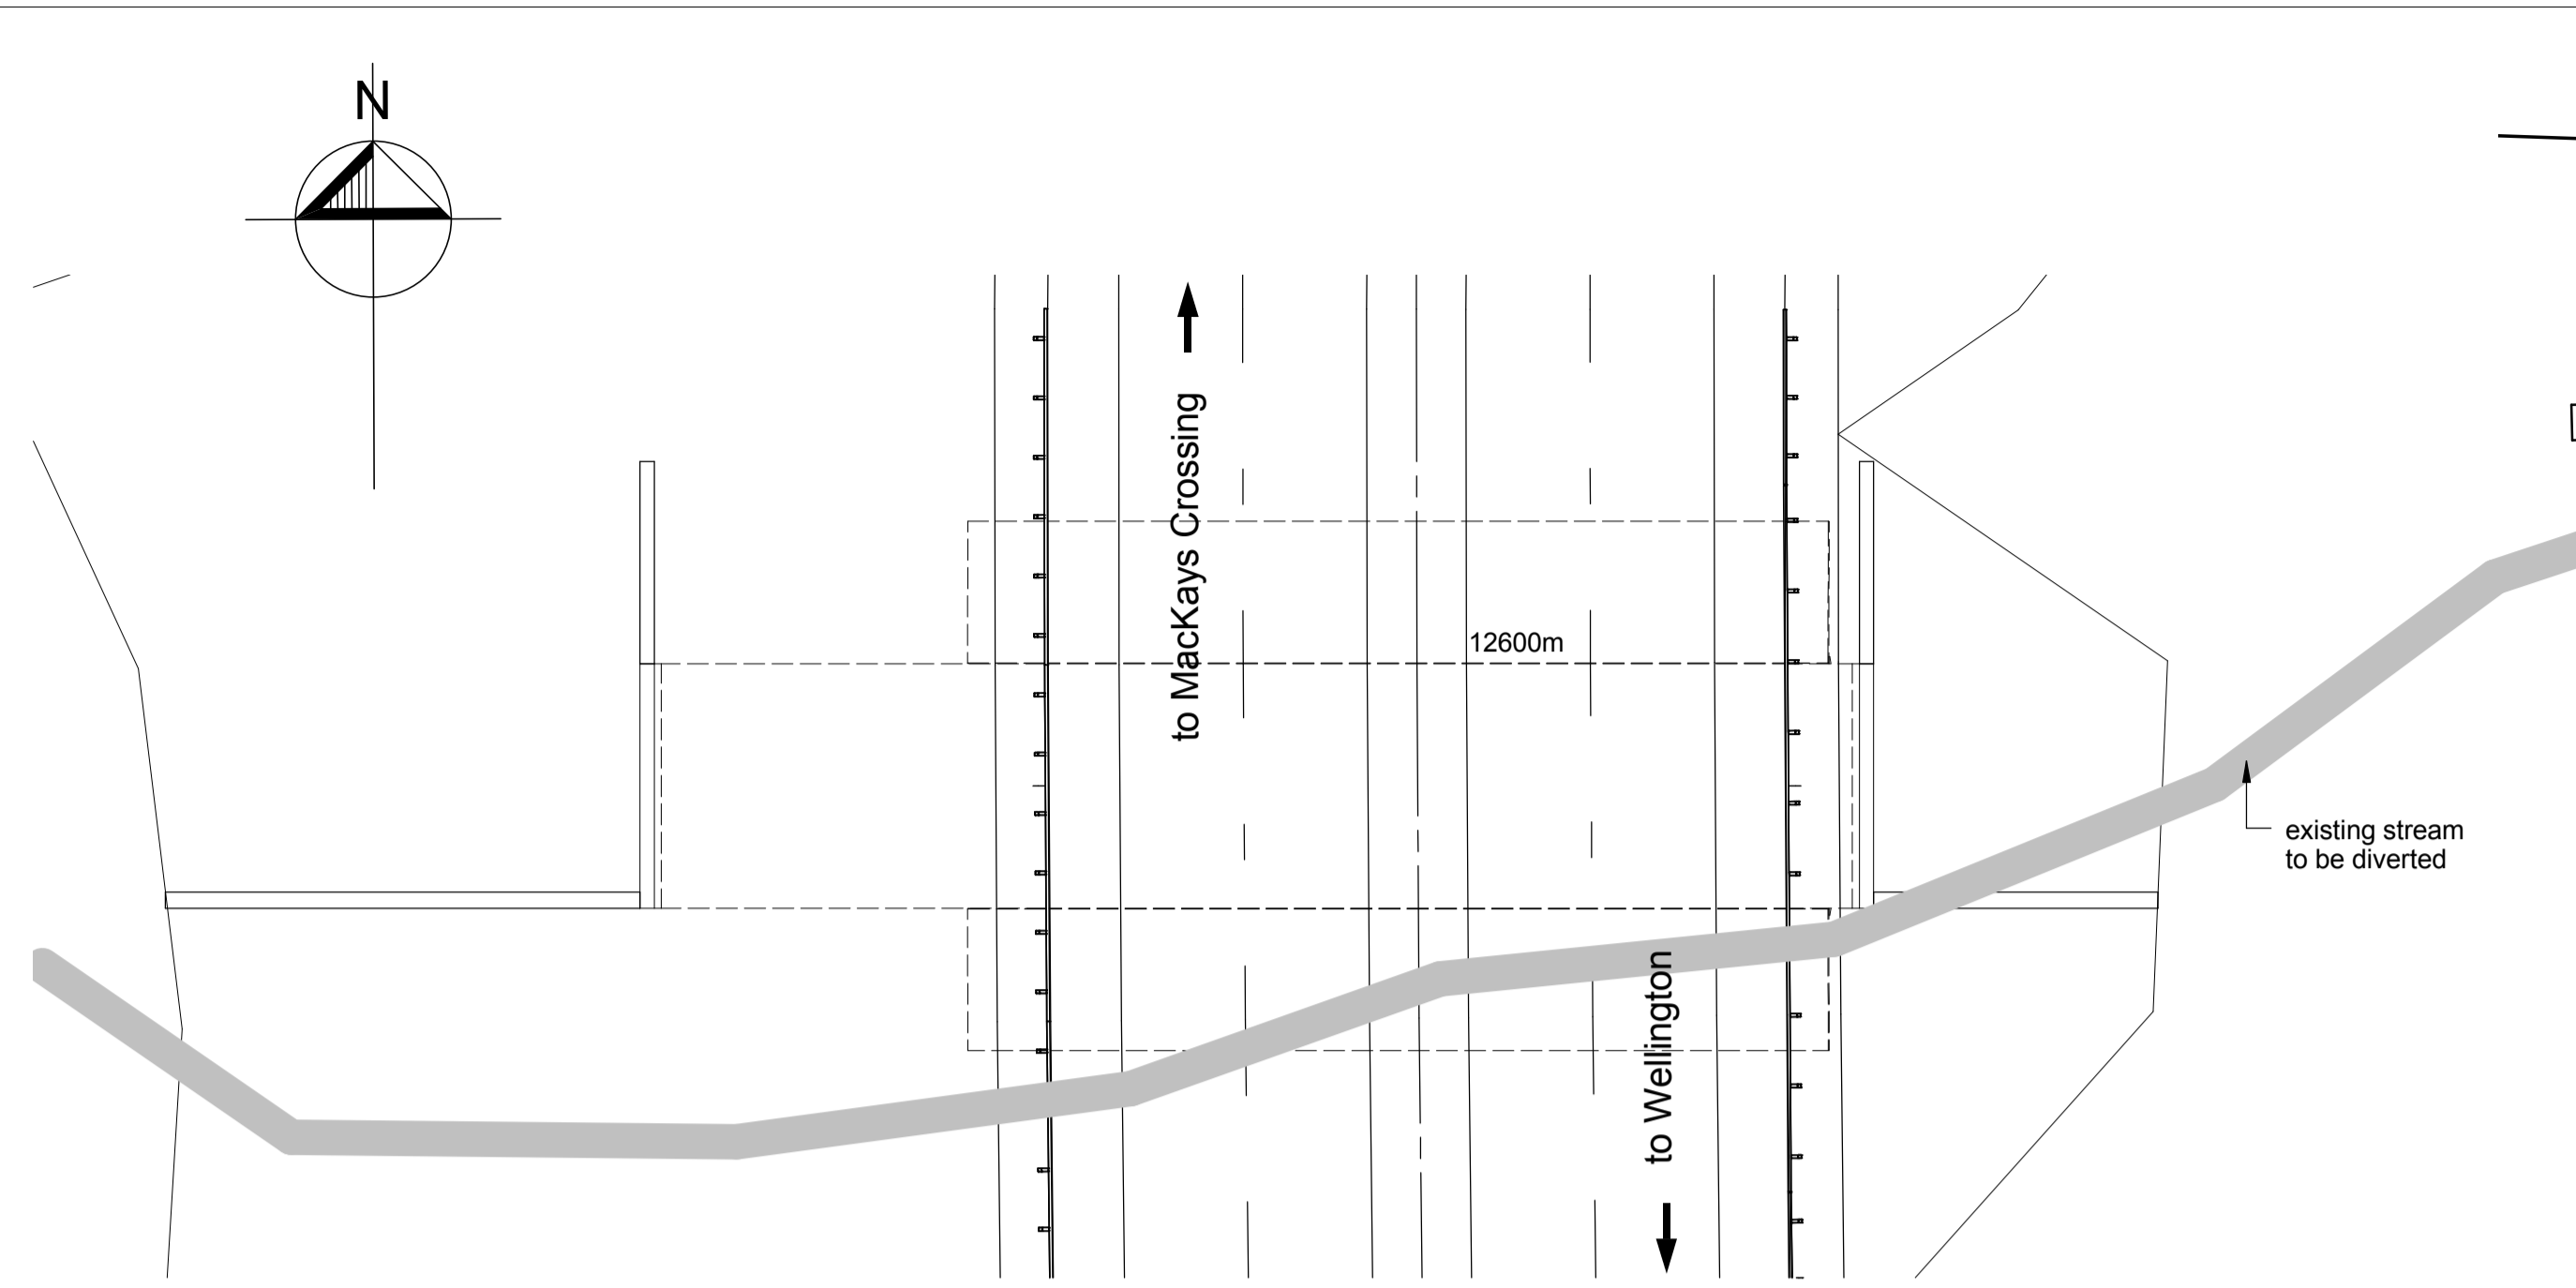 N
to MacKays Crossing
12600m
existing stream
to be diverted
to Wellington